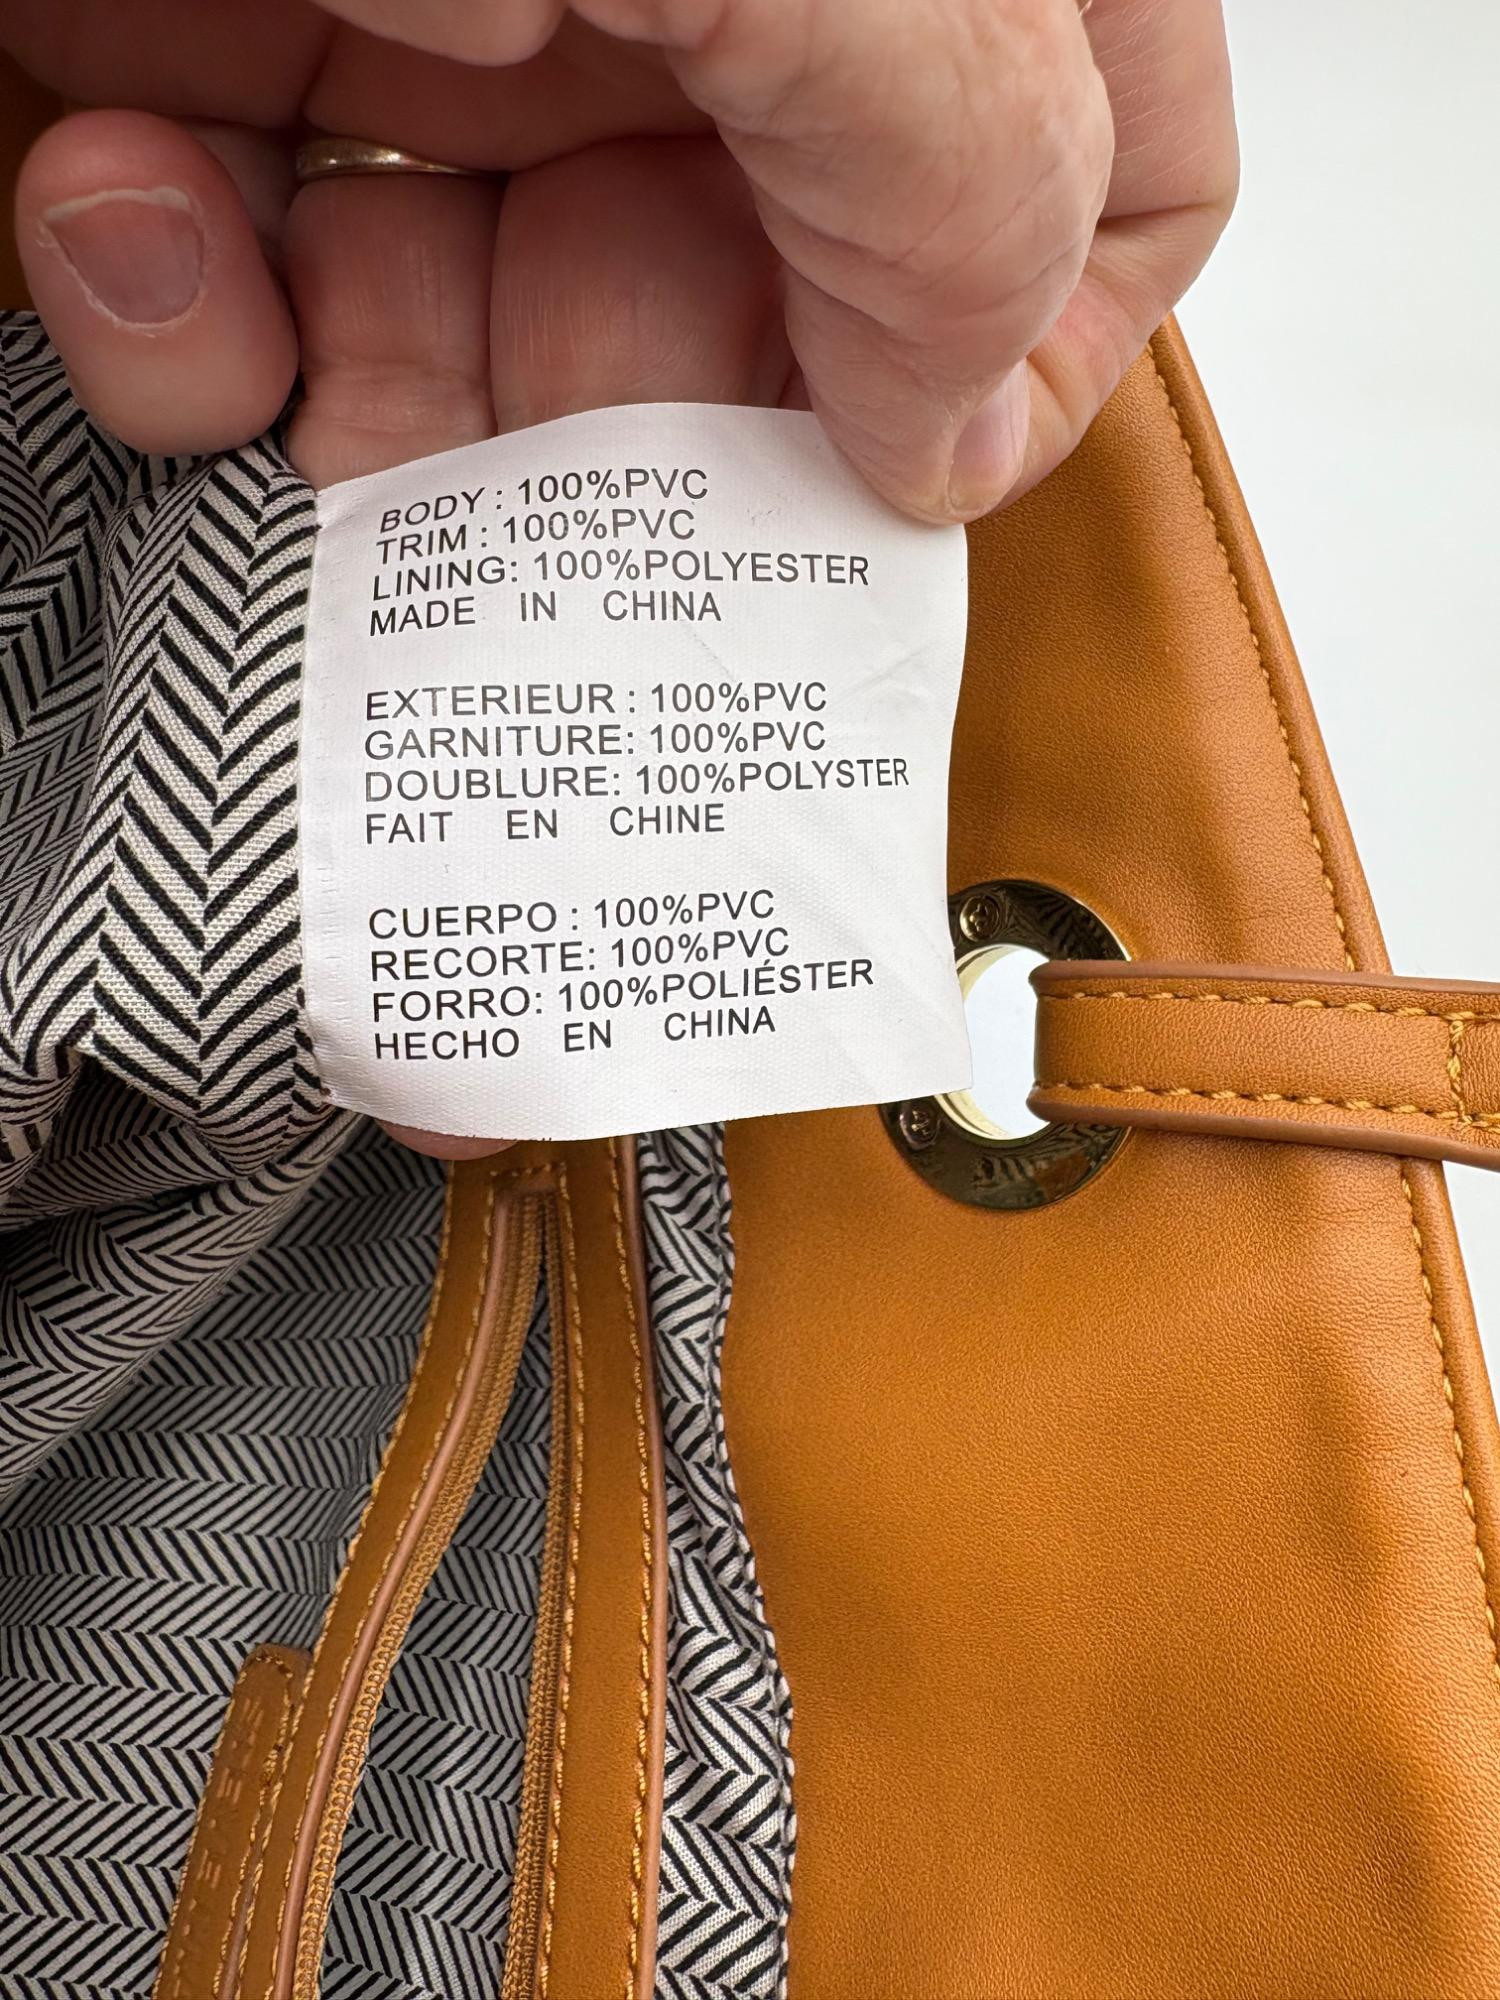 BODY : 100%PVC
TRIM : 100%PVC
LINING: 100%POLYESTER
MADE IN CHINA
EXTERIEUR : 100%PVC
GARNITURE: 100%PVC
DOUBLURE: 100%POLYSTER
FAIT EN CHINE
CUERPO : 100%PVC
RECORTE: 100%PVC
FORRO: 100%POLIÉSTER
HECHO EN CHINA